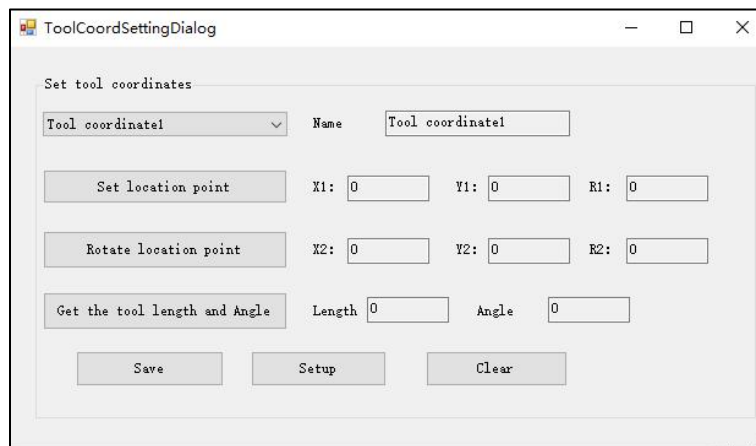 ToolCoordSettingDialog
Set tool coordinates
Tool coordinate1 Name Tool coordinate1
Set location point X1: 0 Y1: 0 R1: 0
Rotate location point X2: 0 Y2: 0 R2: 0
Get the tool length and Angle Length 0 Angle 0
Save Setup Clear